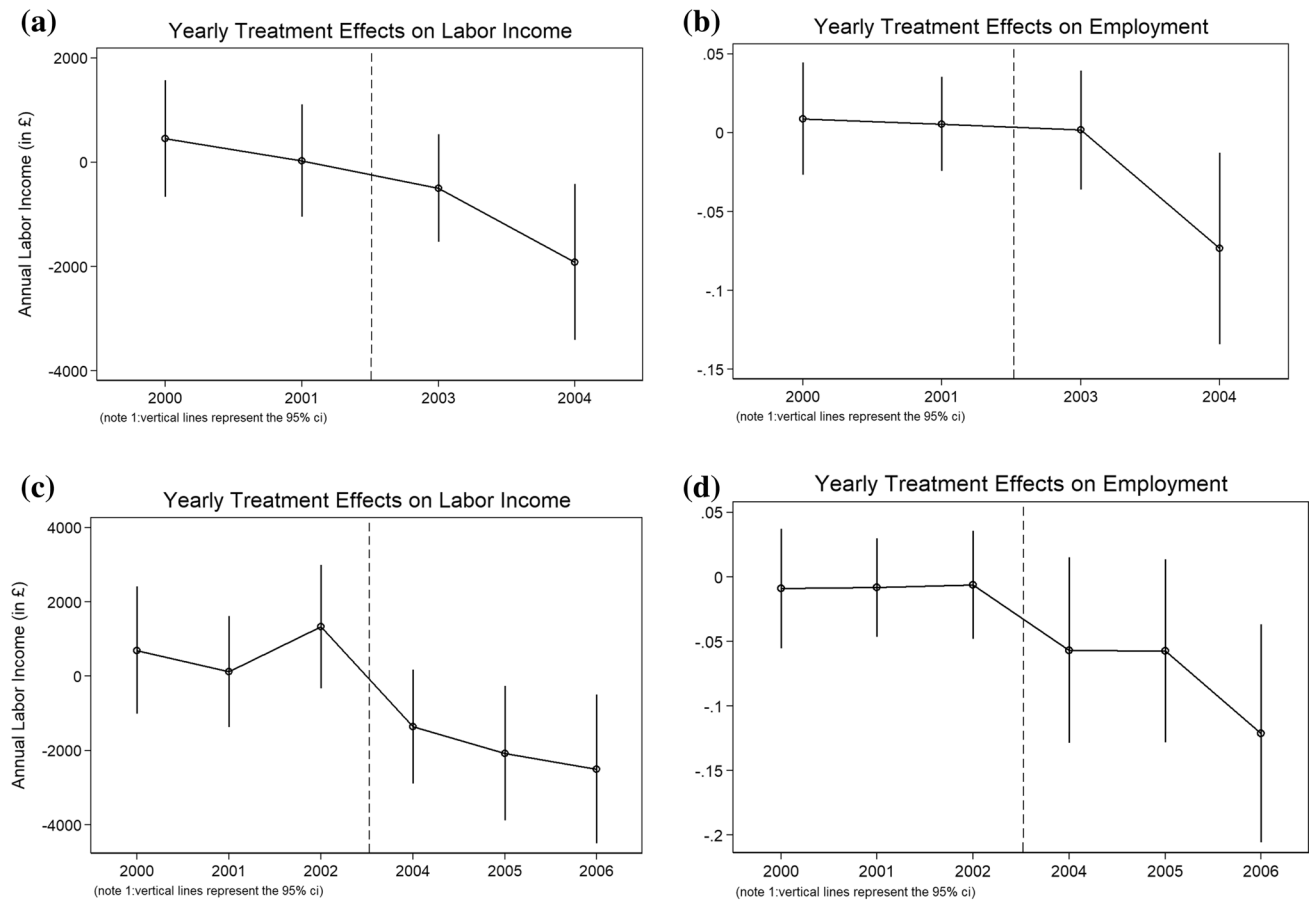 (a)
Yearly Treatment Effects on Labor Income
Annual Labor Income (in £)
2000
0
-2000
-4000
2000 2001 2003 2004
(note 1:vertical lines represent the 95% ci)
(b)
Yearly Treatment Effects on Employment
.05
0
-.05
-.1
-.15
2000 2001 2003 2004
(note 1:vertical lines represent the 95% ci)
(c)
Yearly Treatment Effects on Labor Income
Annual Labor Income (in £)
4000
2000
0
-2000
-4000
2000 2001 2002 2004 2005 2006
(note 1:vertical lines represent the 95% ci)
(d)
Yearly Treatment Effects on Employment
.05
0
-.05
-.1
-.15
-.2
2000 2001 2002 2004 2005 2006
(note 1:vertical lines represent the 95% ci)